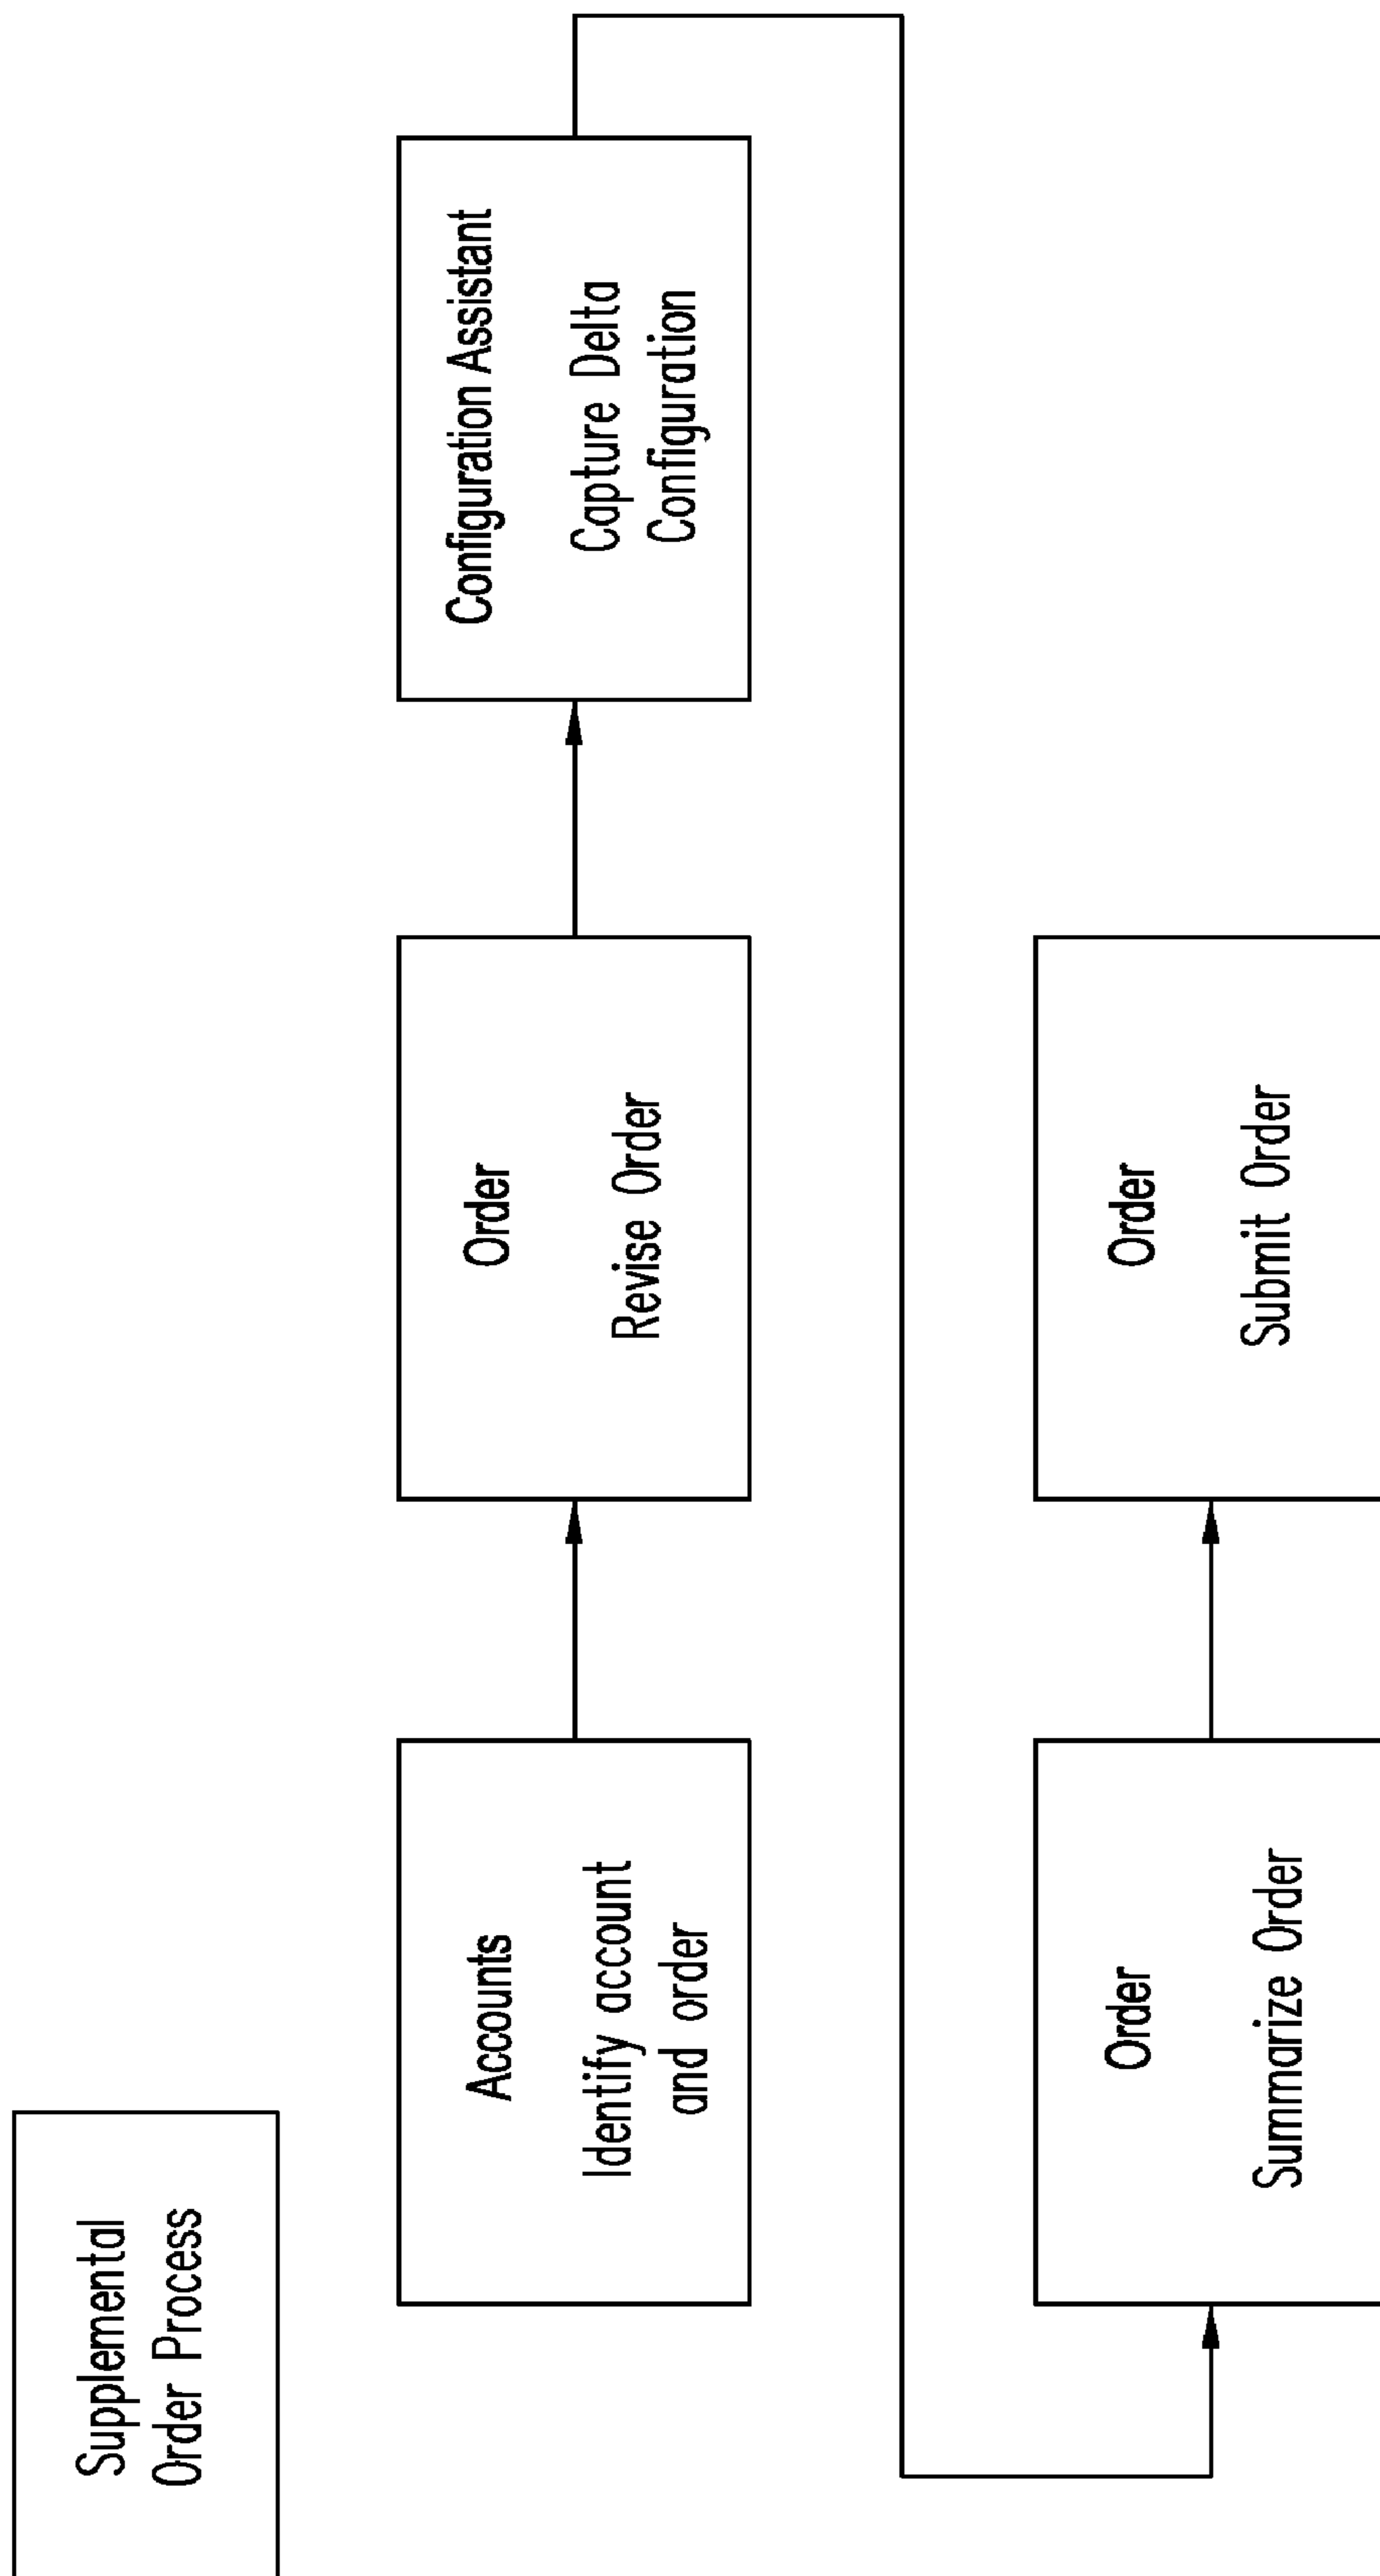 Supplemental
Order Process
Accounts
Identify account
and order
Order
Revise Order
Configuration Assistant
Capture Delta
Configuration
Order
Summarize Order
Order
Submit Order